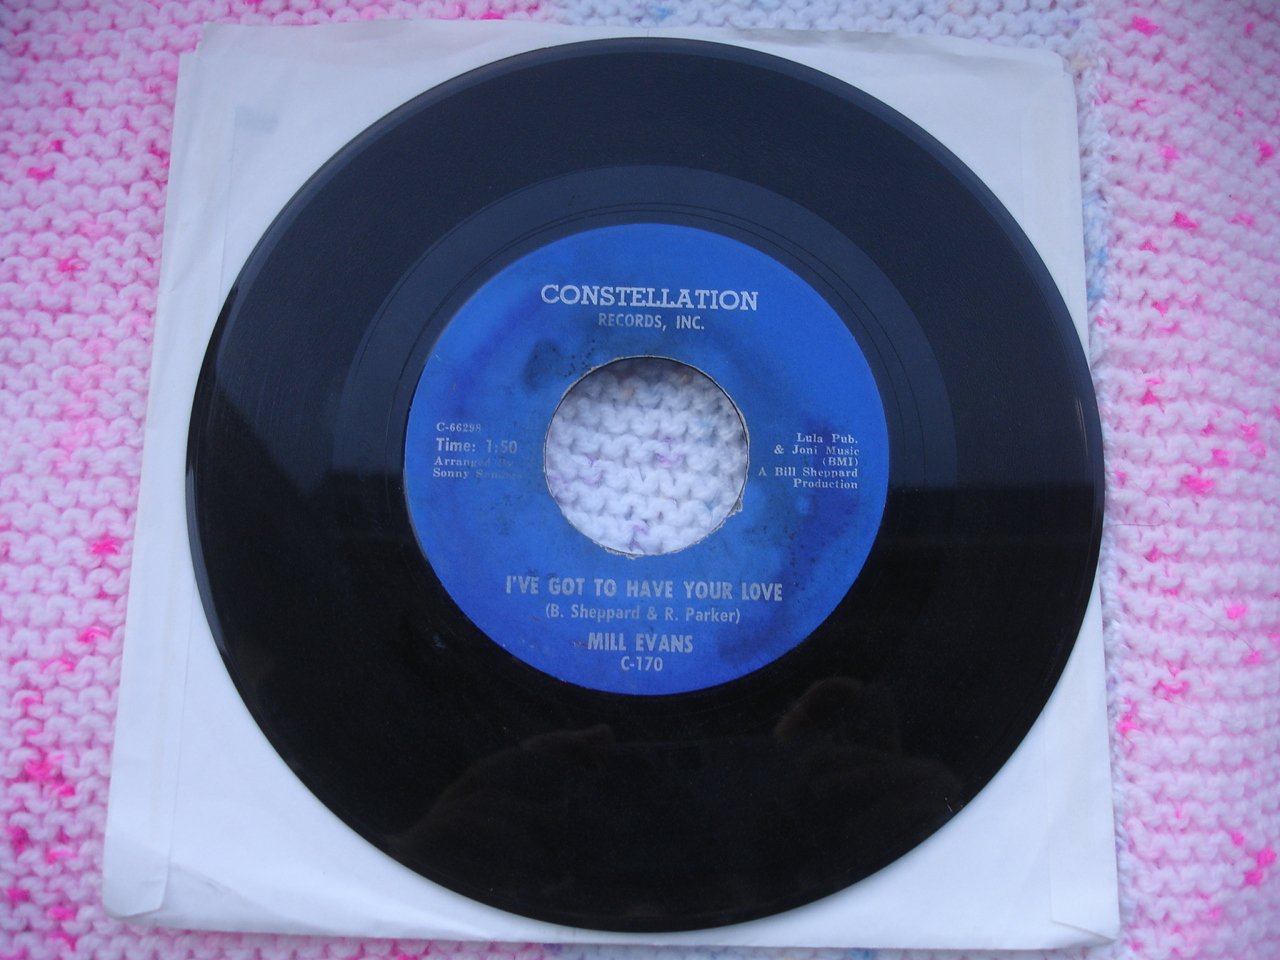 CONSTELLATION
RECORDS, INC.
C-66298
Time: 1:50
Arranged By
Sonny
Lula Pub.
& Joni Music
(BMI)
A Bill Sheppard
Production
I'VE GOT TO HAVE YOUR LOVE
(B. Sheppard & R. Parker)
MILL EVANS
C-170